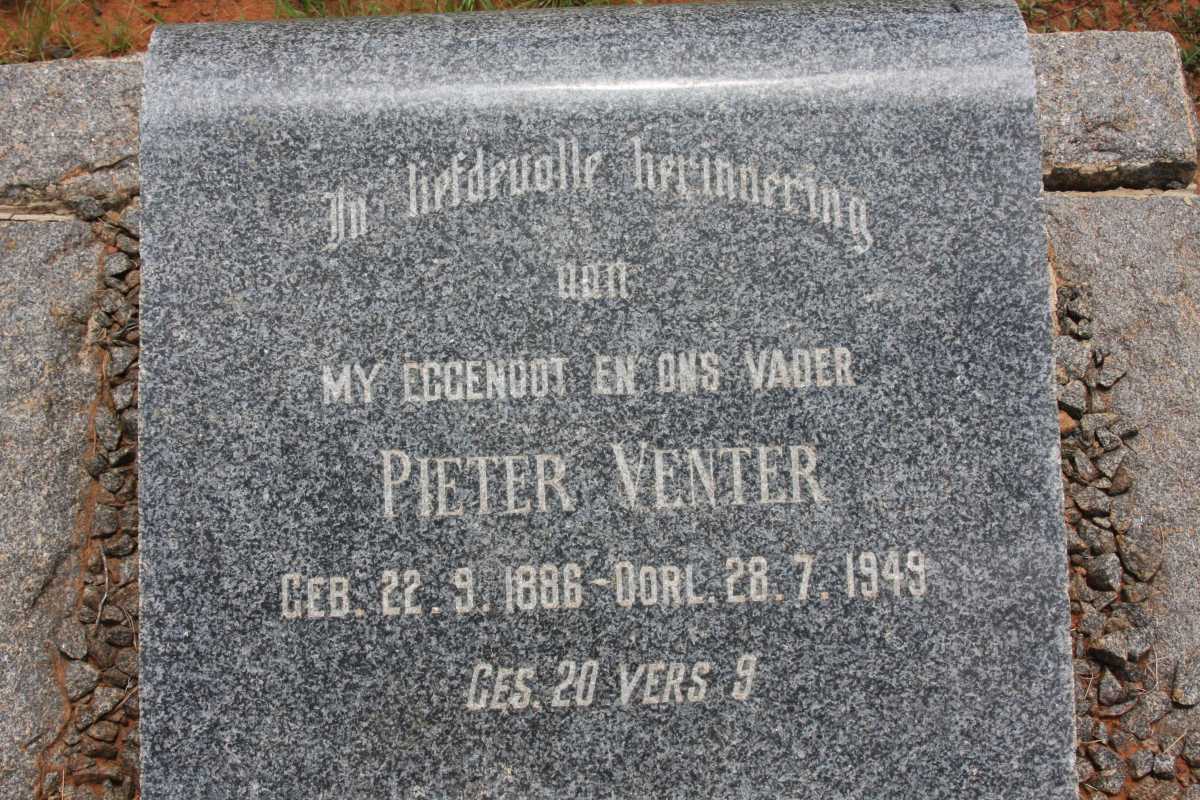 In liefdevolle herinnering
van
MY EGGENOOT EN ONS VADER
PIETER VENTER
GEB. 22. 9. 1886 - OORL. 28. 7. 1949
GES. 20 VERS 9